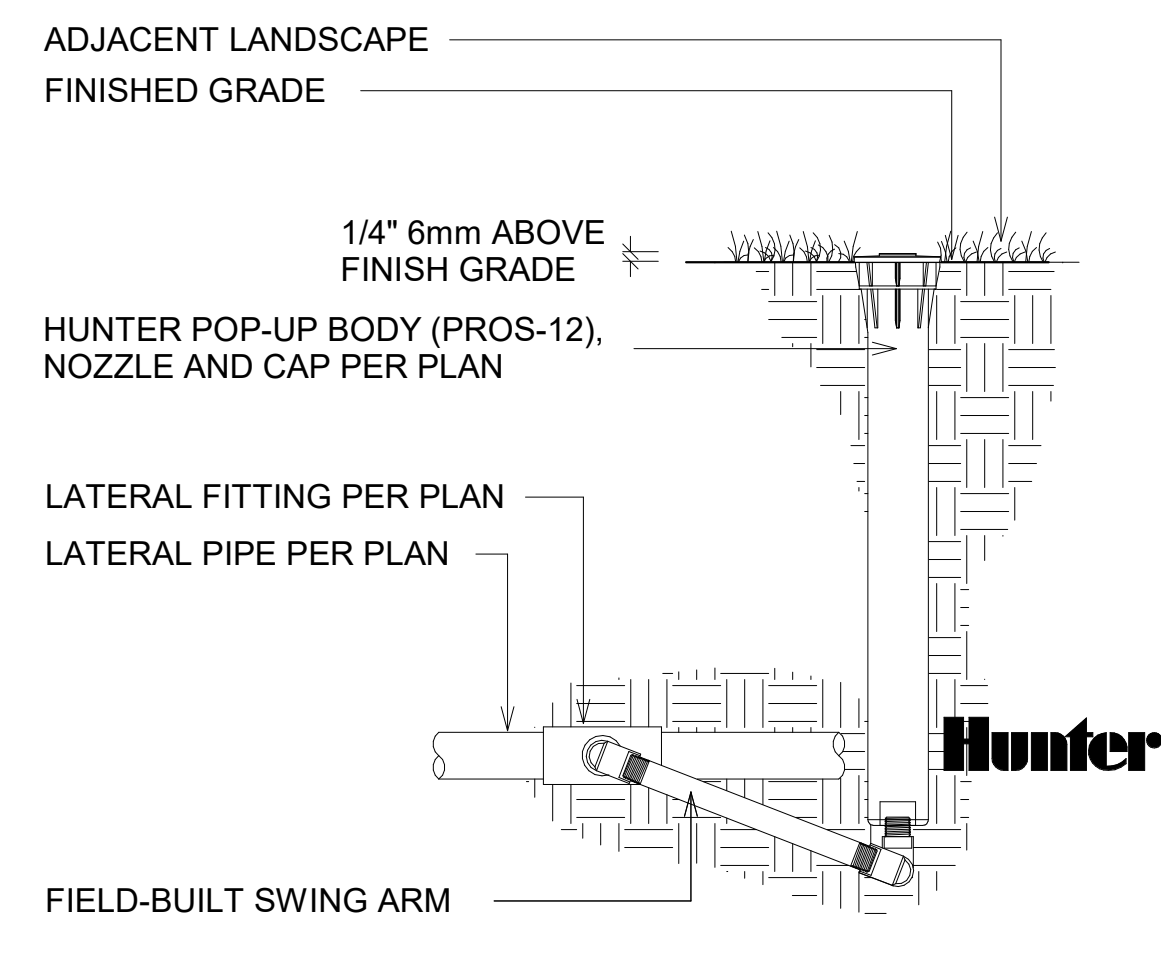 ADJACENT LANDSCAPE
FINISHED GRADE
1/4" 6mm ABOVE
FINISH GRADE
HUNTER POP-UP BODY (PROS-12),
NOZZLE AND CAP PER PLAN
LATERAL FITTING PER PLAN
LATERAL PIPE PER PLAN
Hunter®
FIELD-BUILT SWING ARM